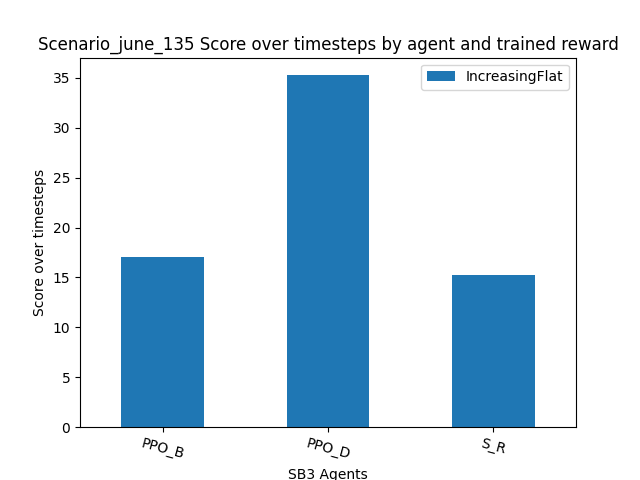 Scenario_june_135 Score over timesteps by agent and trained reward
IncreasingFlat
Score over timesteps
35
30
25
20
15
10
5
0
PPO_B
PPO_D
S_R
SB3 Agents